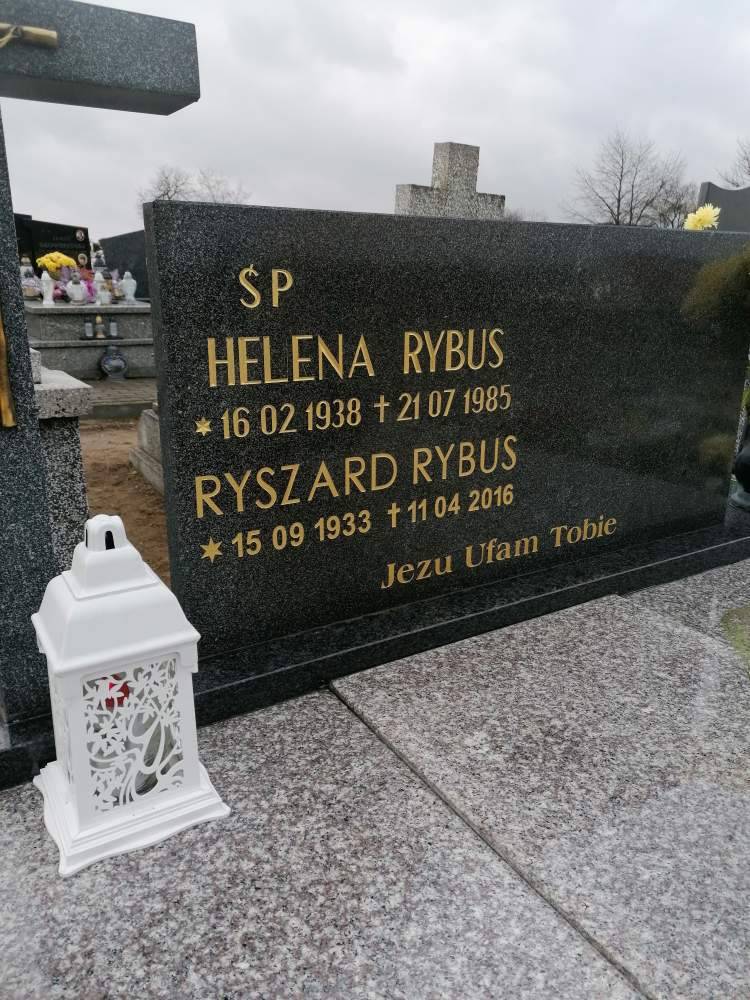 ŚP
HELENA RYBUS
* 16 02 1938 † 21 07 1985
RYSZARD RYBUS
* 15 09 1933 † 11 04 2016
Jezu Ufam Tobie